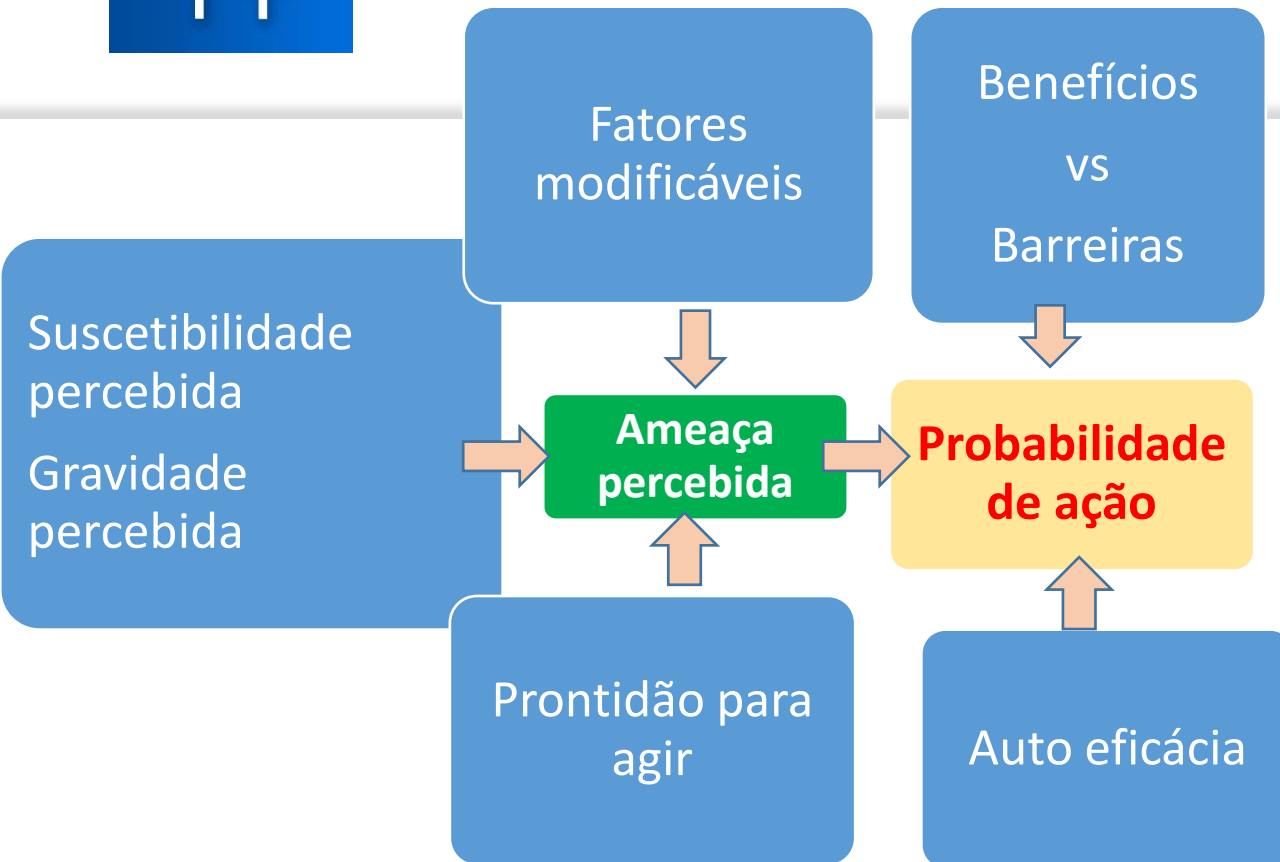 Fatores
modificáveis
Benefícios
vs
Barreiras
Suscetibilidade
percebida
Gravidade
percebida
Ameaça
percebida
Probabilidade
de ação
Prontidão para
agir
Auto eficácia